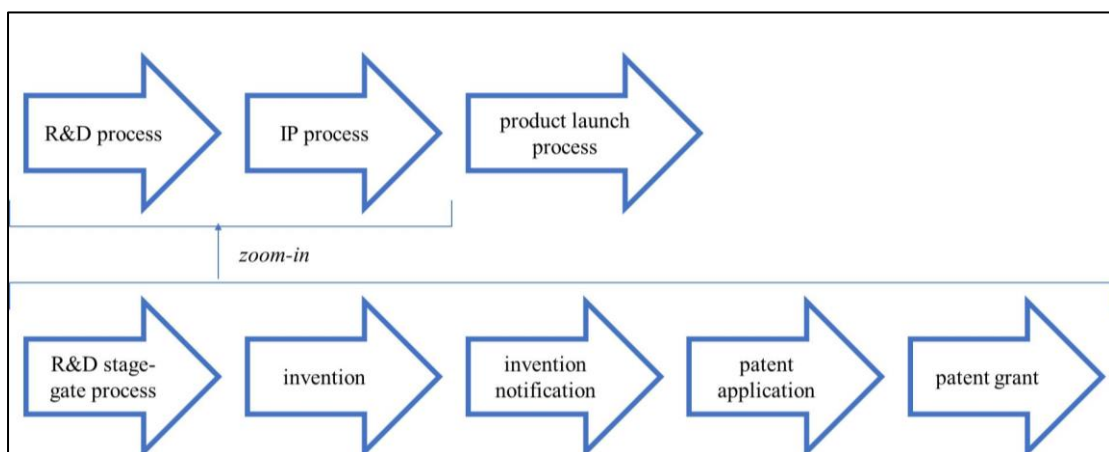 R&D process
IP process
product launch
process
zoom-in
R&D stage-
gate process
invention
invention
notification
patent
application
patent grant